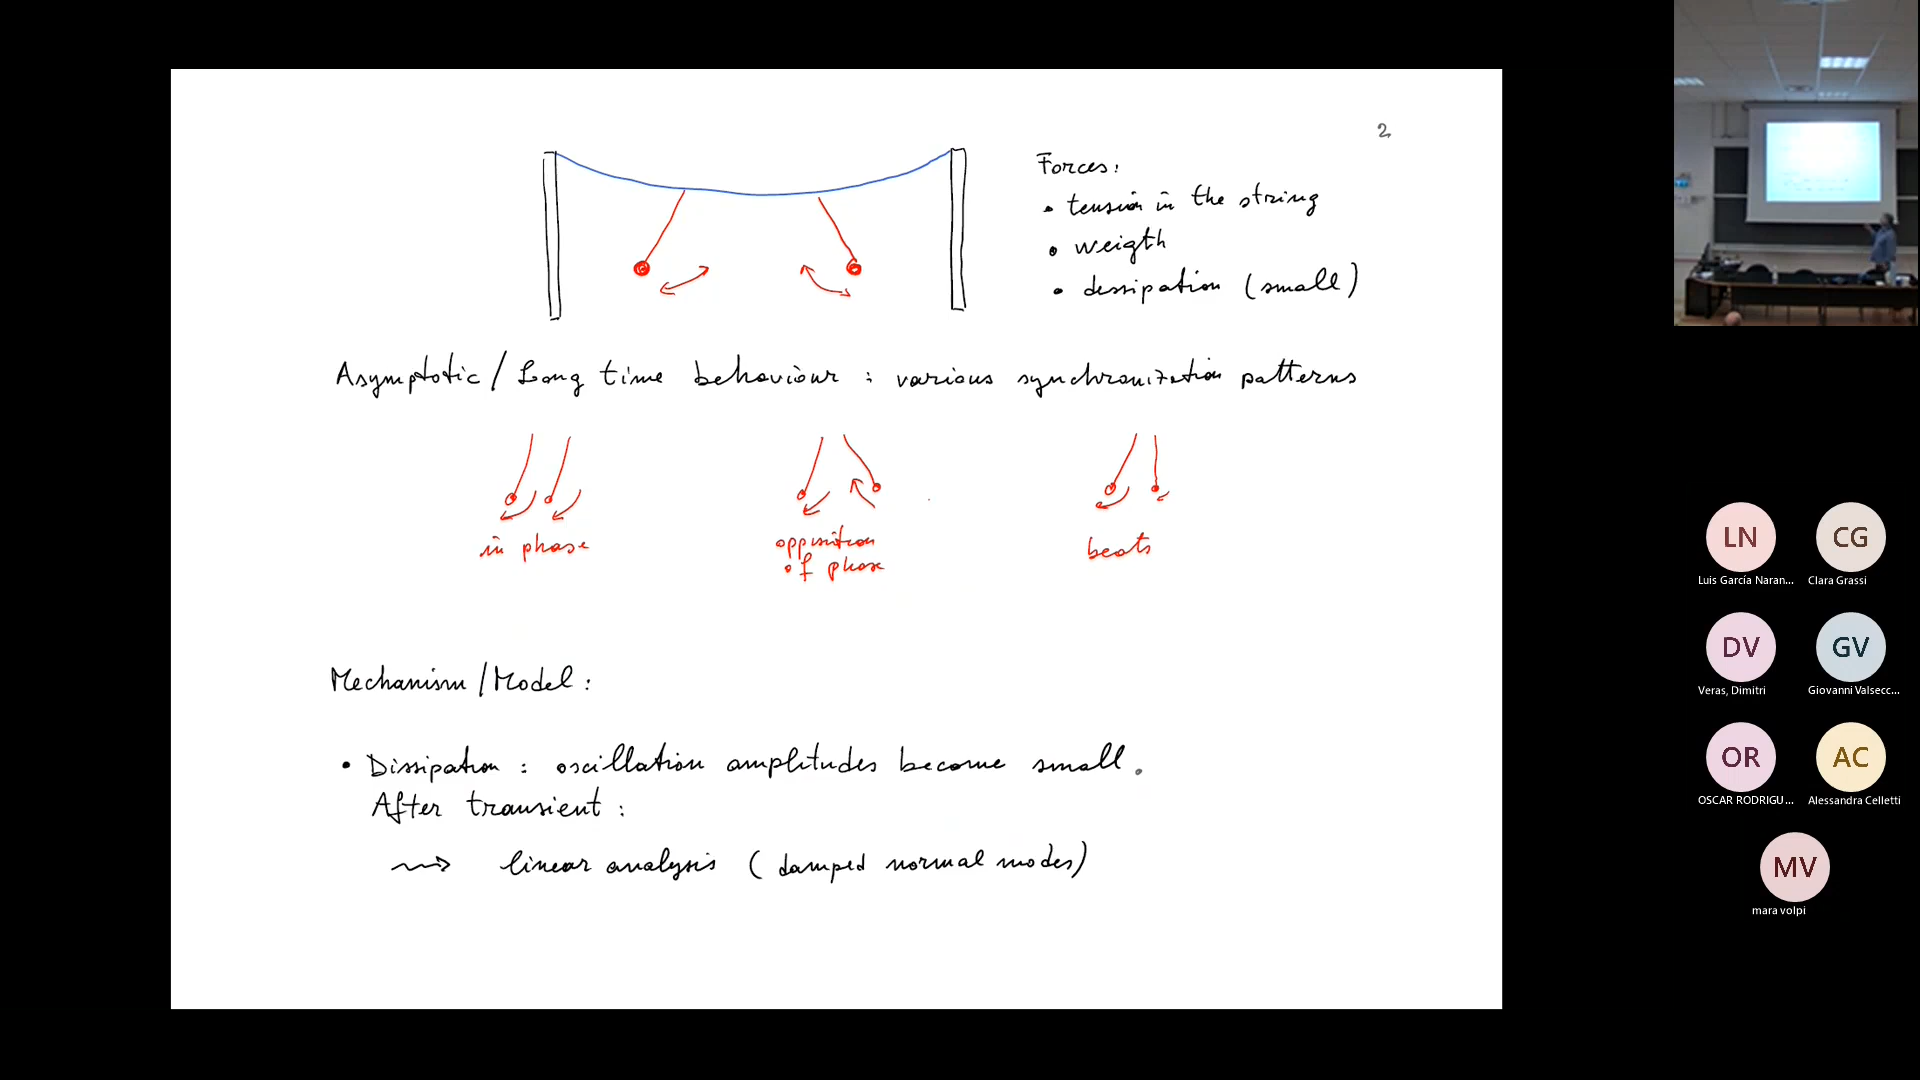 2
Forces:
• tension in the string
• weigth
• dessipation (small)
Asymptotic / Long time behaviour : various synchronization patterns
in phase
opposition
of phase
beats
Mechanism / Model :
• Dissipation : oscillation amplitudes become small.
After transient :
⇝ linear analysis ( damped normal modes)
LN
CG
Luis García Naran...
Clara Grassi
DV
GV
Veras, Dimitri
Giovanni Valsecc...
OR
AC
OSCAR RODRIGU...
Alessandra Celletti
MV
mara volpi